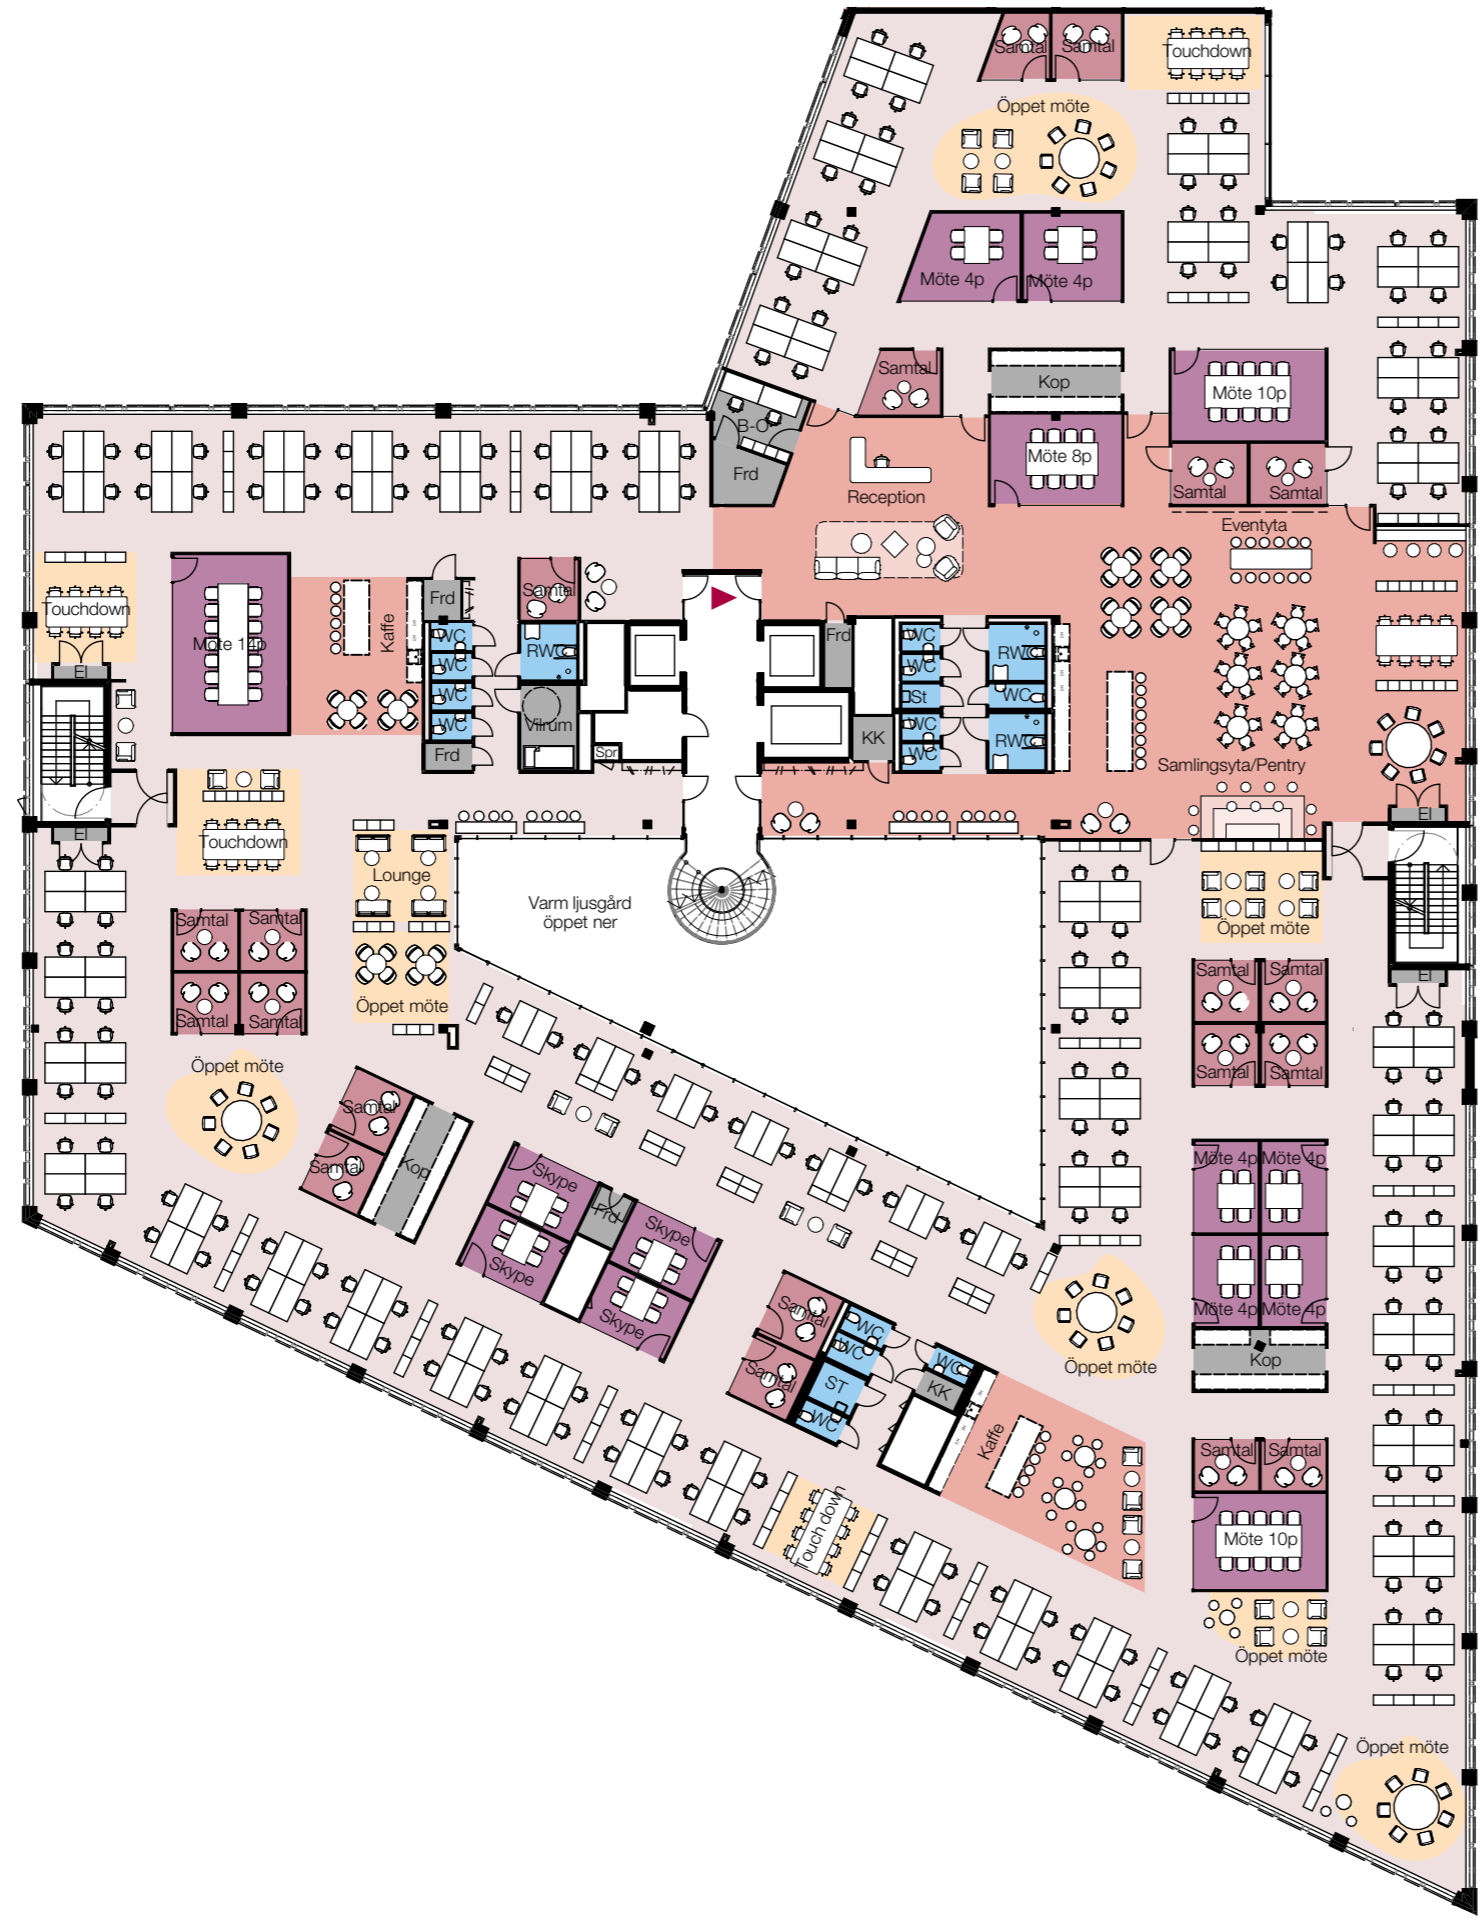 Samtal
Samtal
Touchdown
Öppet möte
Möte 4p
Möte 4p
Samtal
Kop
Möte 10p
B-O
Frd
Reception
Möte 8p
Samtal
Samtal
Eventyta
Touchdown
Möte 14p
Kaffe
Frd
Samtal
WC
WC
WC
WC
Frd
RWC
Vilrum
Spr
Frd
KK
WC
WC
St
WC
WC
RWC
WC
RWC
Samlingsyta/Pentry
El
El
El
El
Touchdown
Lounge
Öppet möte
Varm ljusgård
öppet ner
Öppet möte
Samtal
Samtal
Samtal
Samtal
Samtal
Samtal
Samtal
Samtal
Öppet möte
Samtal
Samtal
Kop
Skype
Skype
Frd
Skype
Skype
Möte 4p
Möte 4p
Möte 4p
Möte 4p
Kop
Öppet möte
Samtal
Samtal
WC
WC
ST
WC
WC
KK
Kaffe
Touch down
Samtal
Samtal
Möte 10p
Öppet möte
Öppet möte